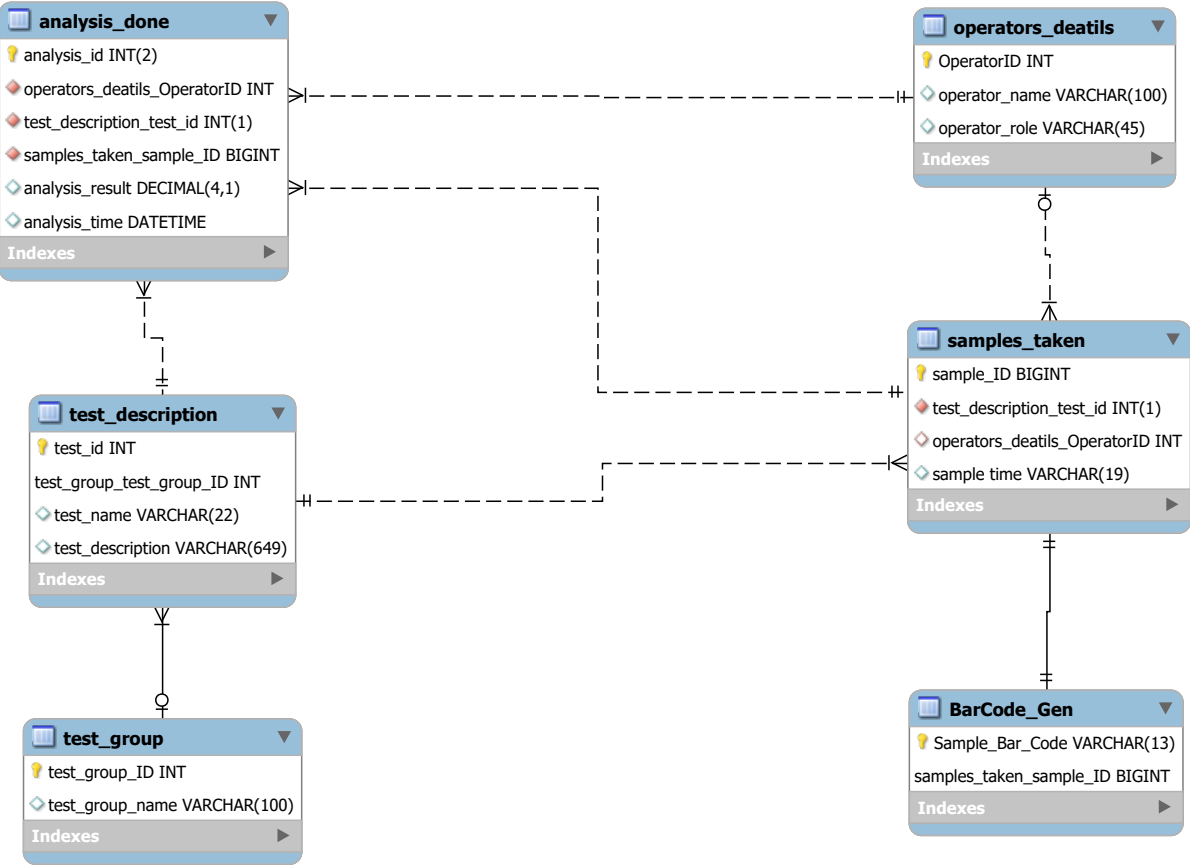 analysis_done
analysis_id INT(2)
operators_deatils_OperatorID INT
test_description_test_id INT(1)
samples_taken_sample_ID BIGINT
analysis_result DECIMAL(4,1)
analysis_time DATETIME
Indexes
operators_deatils
OperatorID INT
operator_name VARCHAR(100)
operator_role VARCHAR(45)
Indexes
samples_taken
sample_ID BIGINT
test_description_test_id INT(1)
operators_deatils_OperatorID INT
sample time VARCHAR(19)
Indexes
test_description
test_id INT
test_group_test_group_ID INT
test_name VARCHAR(22)
test_description VARCHAR(649)
Indexes
test_group
test_group_ID INT
test_group_name VARCHAR(100)
Indexes
BarCode_Gen
Sample_Bar_Code VARCHAR(13)
samples_taken_sample_ID BIGINT
Indexes